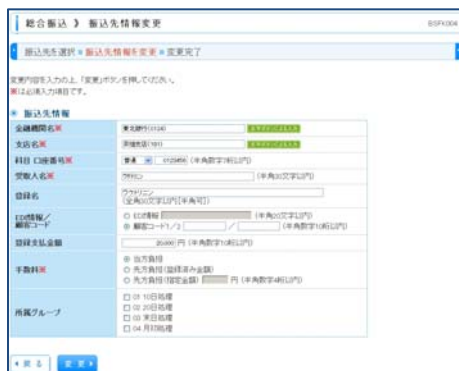 総合振込 》 振込先情報変更
BSFK004
振込先を選択 » 振込先情報を変更 » 変更完了
変更内容を入力の上、「変更」ボタンを押してください。
※は必須入力項目です。
振込先情報
金融機関名※ 東北銀行(0124)
支店名※
科目 口座番号※ 普通 0123456 (半角数字7桁以内)
受取人名※ (半角30文字以内)
登録名
(全角30文字以内[半角可])
EDI情報/ 顧客コード
EDI情報 (半角20文字以内)
顧客コード1/2 / (半角数字10桁以内)
登録支払金額 20,000 円 (半角数字10桁以内)
手数料※
当方負担
先方負担(登録済み金額)
先方負担(指定金額) 円 (半角数字4桁以内)
所属グループ
01 10日処理
02 20日処理
03 末日処理
04 月初処理
戻る 変更